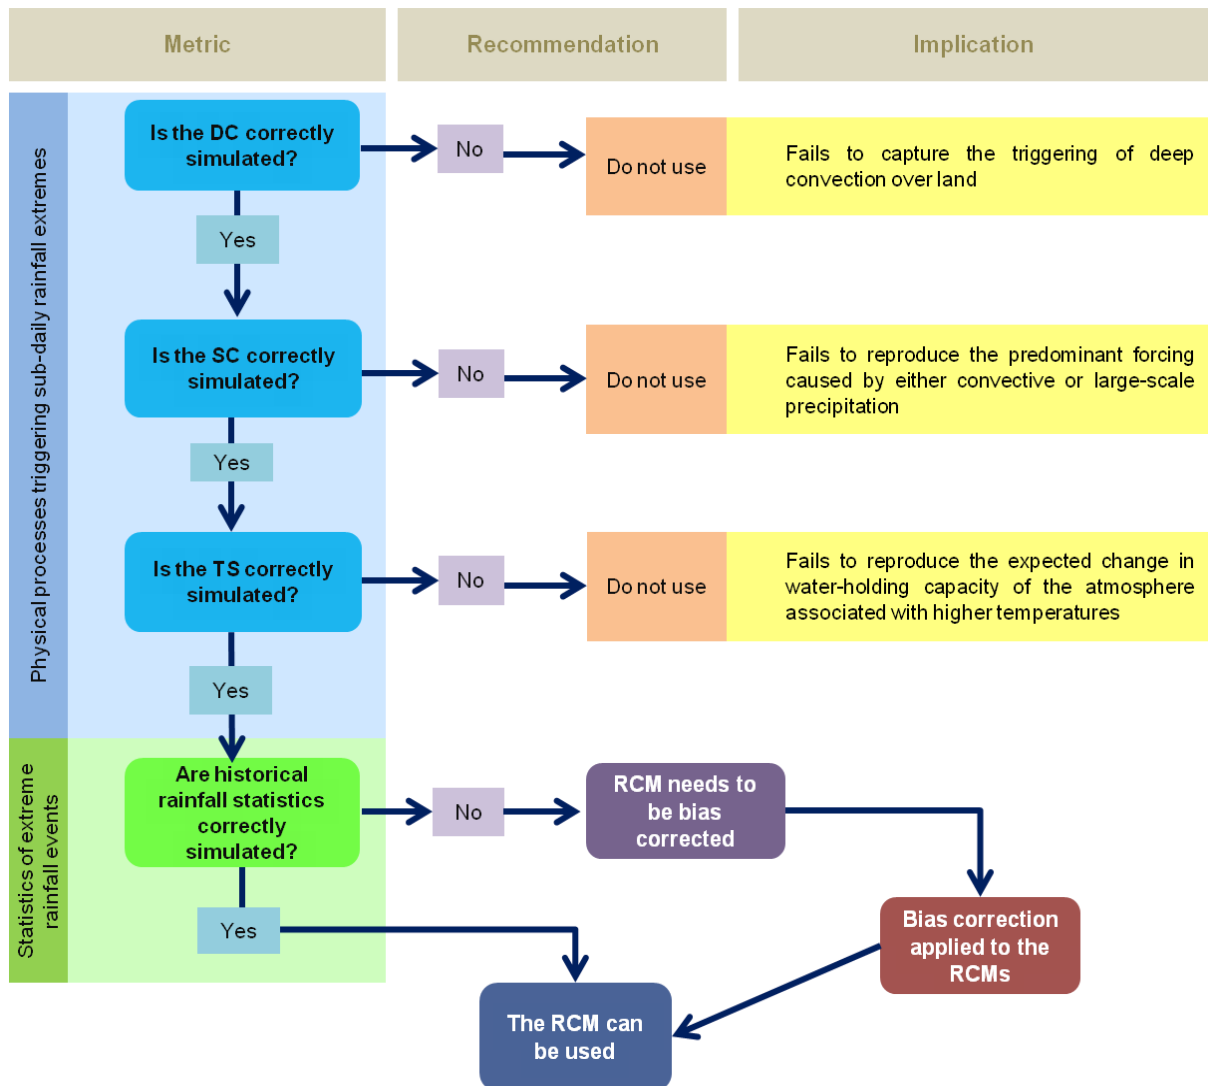 Metric
Recommendation
Implication
Physical processes triggering sub-daily rainfall extremes
Is the DC correctly
simulated?
No
Do not use
Fails to capture the triggering of deep
convection over land
Yes
Is the SC correctly
simulated?
No
Do not use
Fails to reproduce the predominant forcing
caused by either convective or large-scale
precipitation
Yes
Is the TS correctly
simulated?
No
Do not use
Fails to reproduce the expected change in
water-holding capacity of the atmosphere
associated with higher temperatures
Yes
Statistics of extreme
rainfall events
Are historical
rainfall statistics
correctly
simulated?
No
RCM needs to
be bias
corrected
Yes
Bias correction
applied to the
RCMs
The RCM can
be used